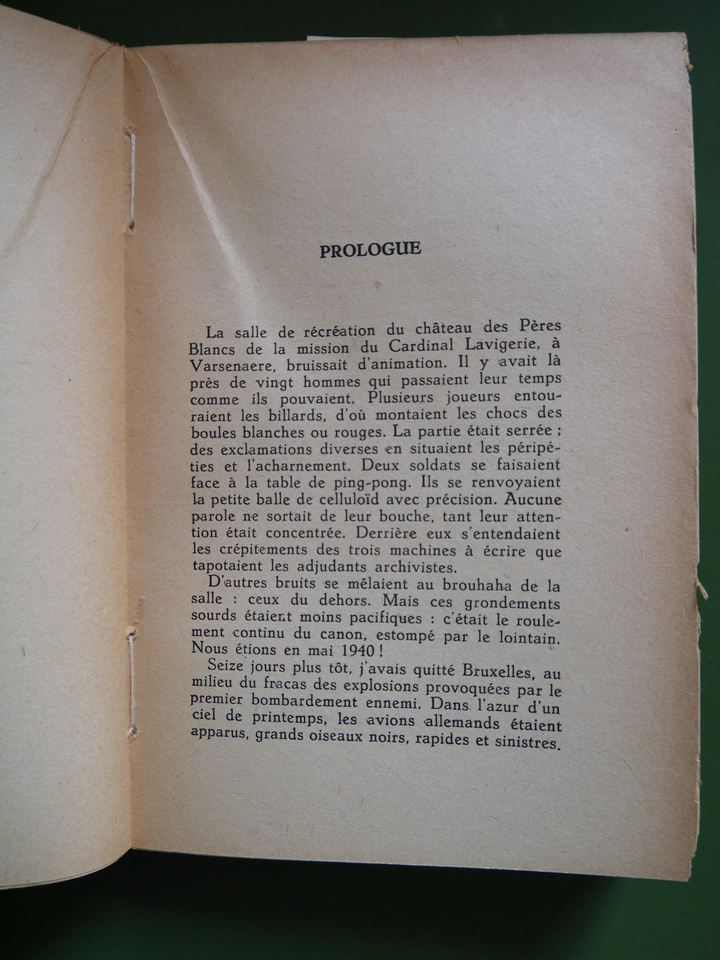 PROLOGUE
La salle de récréation du château des Pères
Blancs de la mission du Cardinal Lavigerie, à
Varsenaere, bruissait d'animation. Il y avait là
près de vingt hommes qui passaient leur temps
comme ils pouvaient. Plusieurs joueurs entou-
raient les billards, d'où montaient les chocs des
boules blanches ou rouges. La partie était serrée ;
des exclamations diverses en situaient les péripé-
ties et l'acharnement. Deux soldats se faisaient
face à la table de ping-pong. Ils se renvoyaient
la petite balle de celluloïd avec précision. Aucune
parole ne sortait de leur bouche, tant leur atten-
tion était concentrée. Derrière eux s'entendaient
les crépitements des trois machines à écrire que
tapotaient les adjudants archivistes.
D'autres bruits se mêlaient au brouhaha de la
salle : ceux du dehors. Mais ces grondements
sourds étaient moins pacifiques : c'était le roule-
ment continu du canon, estompé par le lointain.
Nous étions en mai 1940 !
Seize jours plus tôt, j'avais quitté Bruxelles, au
milieu du fracas des explosions provoquées par le
premier bombardement ennemi. Dans l'azur d'un
ciel de printemps, les avions allemands étaient
apparus, grands oiseaux noirs, rapides et sinistres.